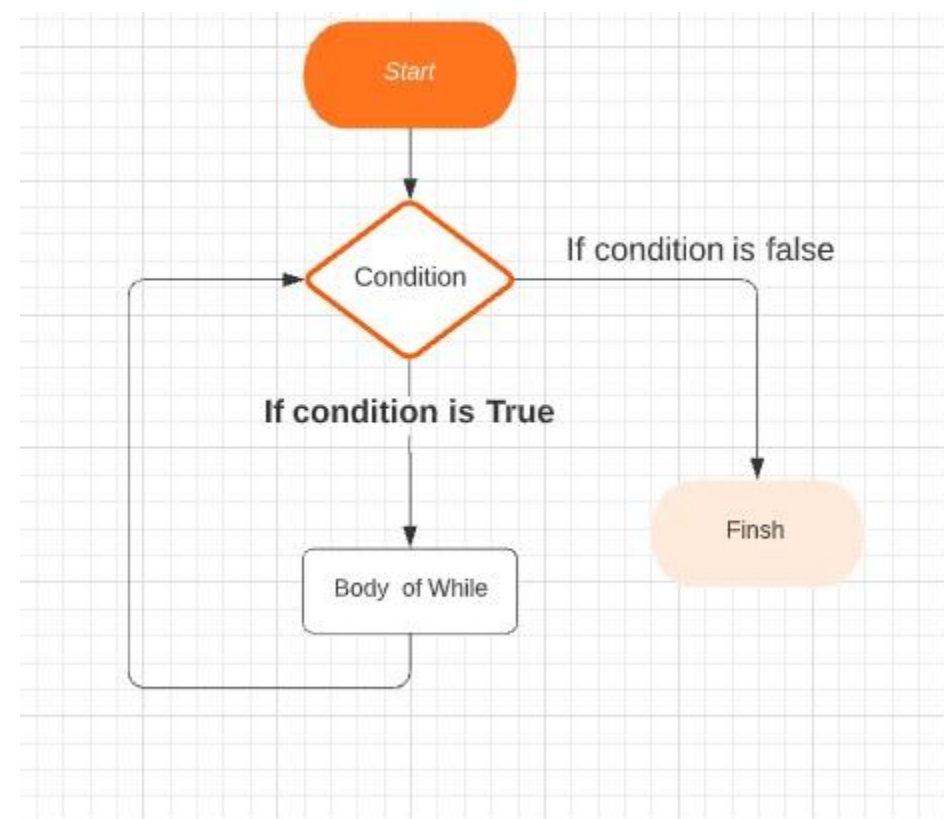 Start
If condition is false
Condition
If condition is True
Finsh
Body of While